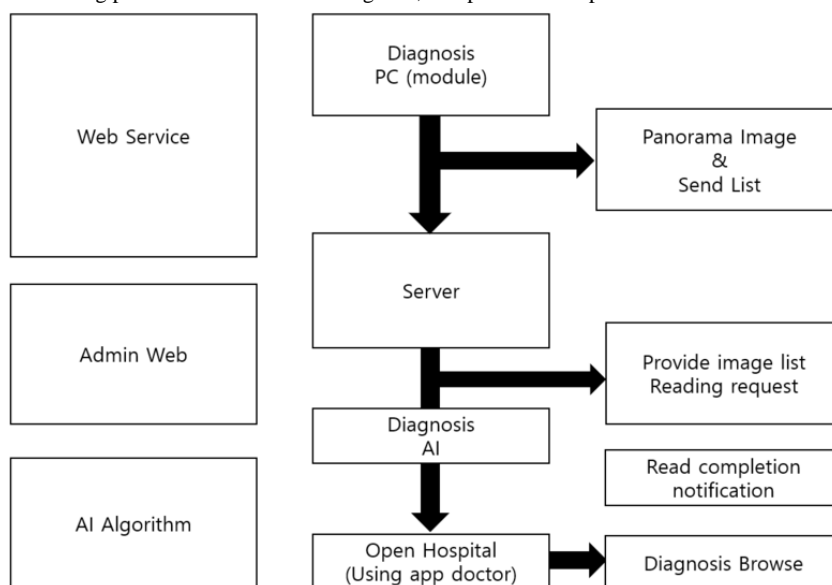 Web Service
Diagnosis
PC (module)
Panorama Image
&
Send List
Server
Admin Web
Provide image list
Reading request
Diagnosis
AI
Read completion
notification
AI Algorithm
Open Hospital
(Using app doctor)
Diagnosis Browse